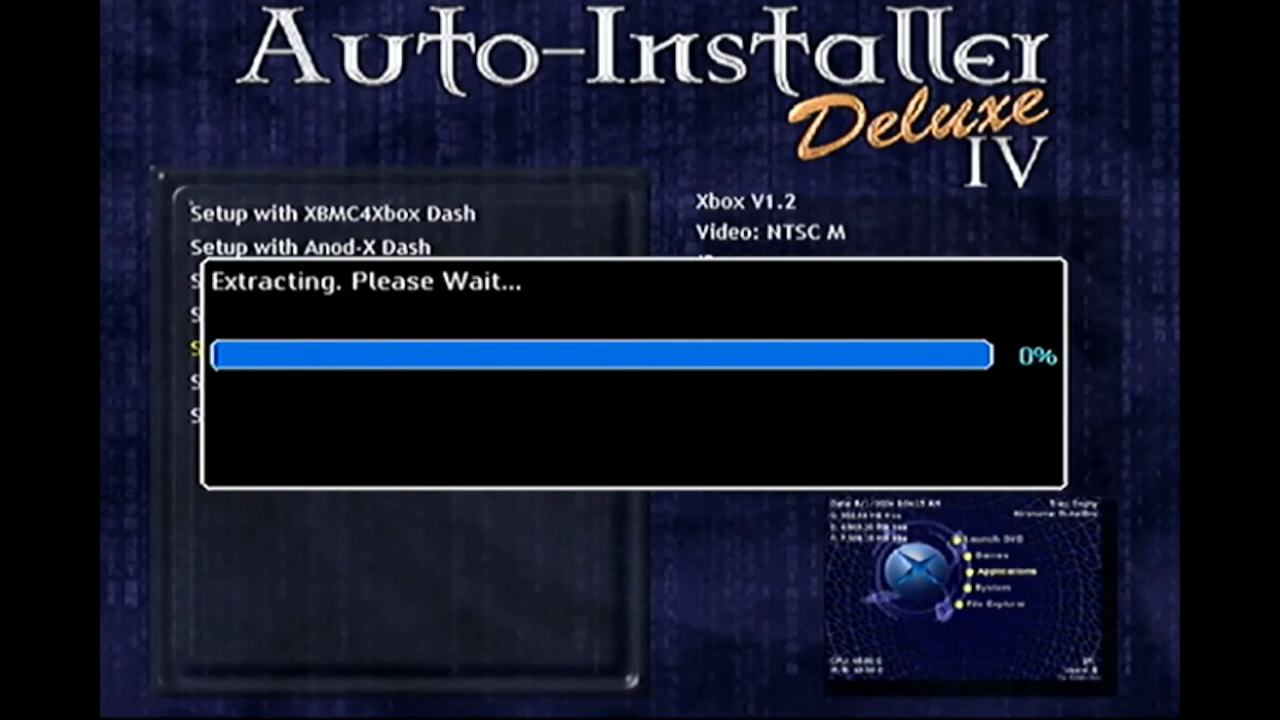 Auto-Installer
Deluxe
IV
Setup with XBMC4Xbox Dash
Setup with Anod-X Dash
Xbox V1.2
Video: NTSC M
Extracting. Please Wait...
0%
Launch DVD
Games
Applications
System
File Explorer